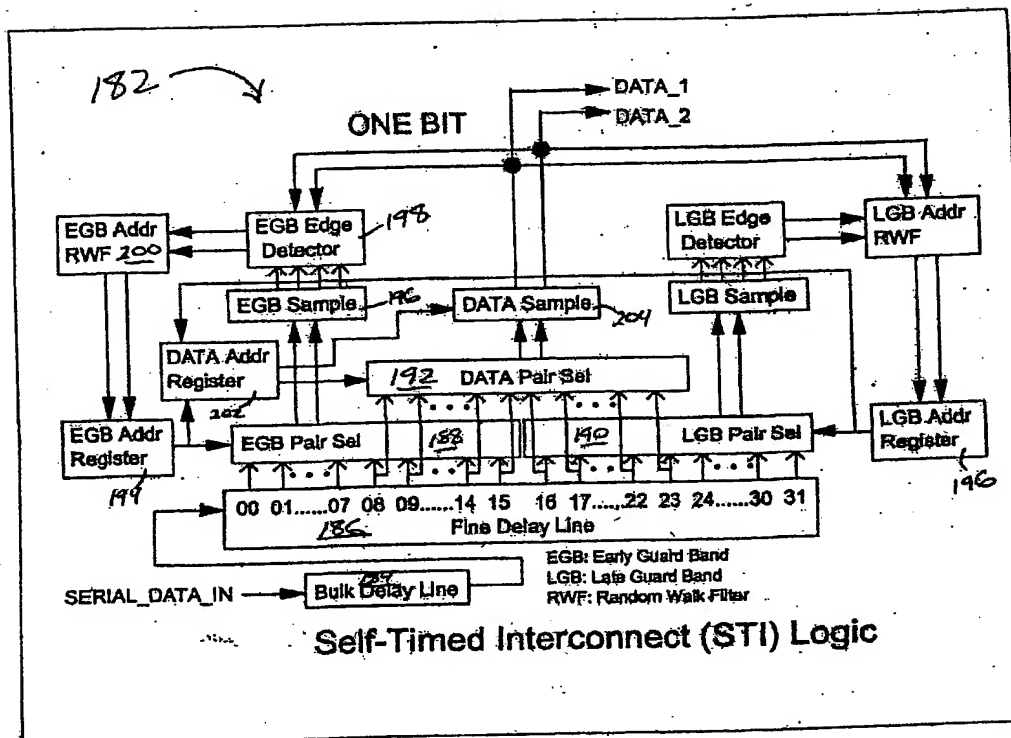 182
DATA_1
DATA_2
ONE BIT
EGB Addr
RWF 200
EGB Edge
Detector
198
LGB Edge
Detector
LGB Addr
RWF
EGB Sample
196
DATA Sample
204
LGB Sample
DATA Addr
Register
202
192 DATA Pair Sel
EGB Addr
Register
194
EGB Pair Sel 188
190 LGB Pair Sel
LGB Addr
Register
196
00 01......07 08 09......14 15 16 17......22 23 24......30 31
186 Fine Delay Line
SERIAL_DATA_IN
184
Bulk Delay Line
EGB: Early Guard Band
LGB: Late Guard Band
RWF: Random Walk Filter
Self-Timed Interconnect (STI) Logic